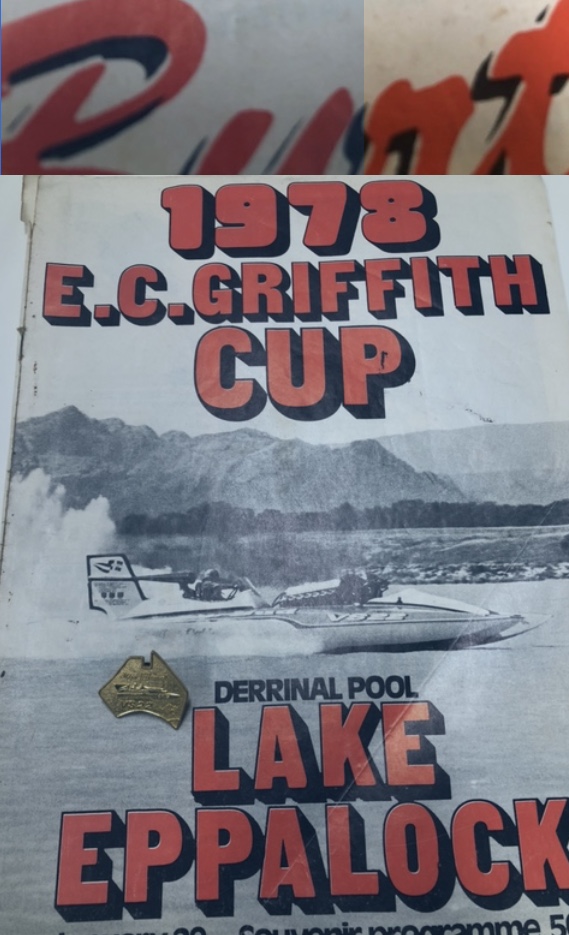 1978
E.C.GRIFFITH
CUP
DERRINAL POOL
LAKE
EPPALOCK
Souvenir programme